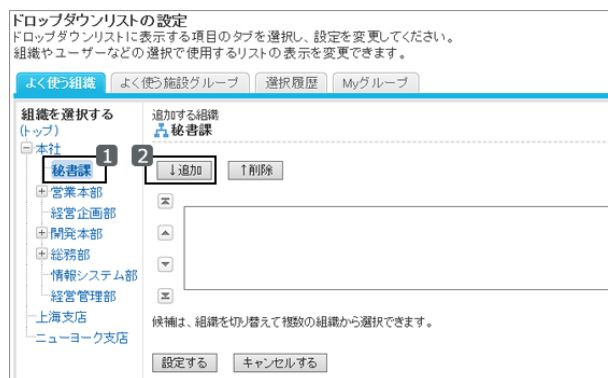 ドロップダウンリストの設定
ドロップダウンリストに表示する項目のタブを選択し、設定を変更してください。
組織やユーザーなどの選択で使用するリストの表示を変更できます。
よく使う組織 よく使う施設グループ 選択履歴 Myグループ
組織を選択する
(トップ)
本社
秘書課
1
営業本部
経営企画部
開発本部
総務部
情報システム部
経営管理部
上海支店
ニューヨーク支店
追加する組織
秘書課
2
↓追加 ↑削除
候補は、組織を切り替えて複数の組織から選択できます。
設定する キャンセルする